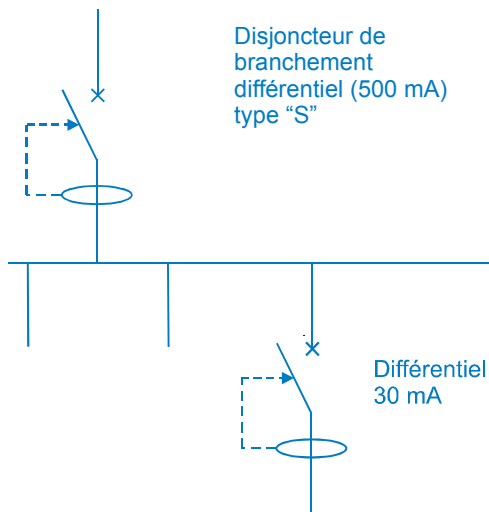 Disjoncteur de
branchement
différentiel (500 mA)
type “S”
Différentiel
30 mA